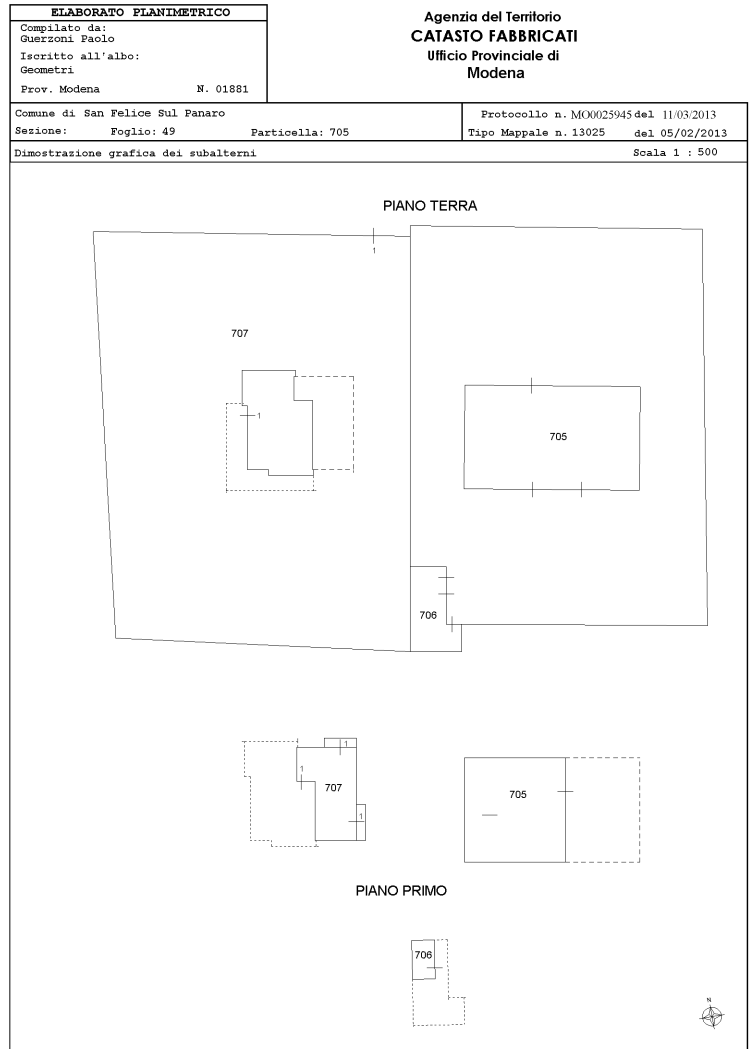 ELABORATO PLANIMETRICO
Compilato da:
Guerzoni Paolo
Iscritto all'albo:
Geometri
Prov. Modena N. 01881
Agenzia del Territorio
CATASTO FABBRICATI
Ufficio Provinciale di
Modena
Comune di San Felice Sul Panaro
Sezione: Foglio: 49 Particella: 705
Protocollo n. MO0025945 del 11/03/2013
Tipo Mappale n. 13025 del 05/02/2013
Dimostrazione grafica dei subalterni Scala 1 : 500
PIANO TERRA
1
707
1
705
706
1
1
707
1
705
PIANO PRIMO
706
N